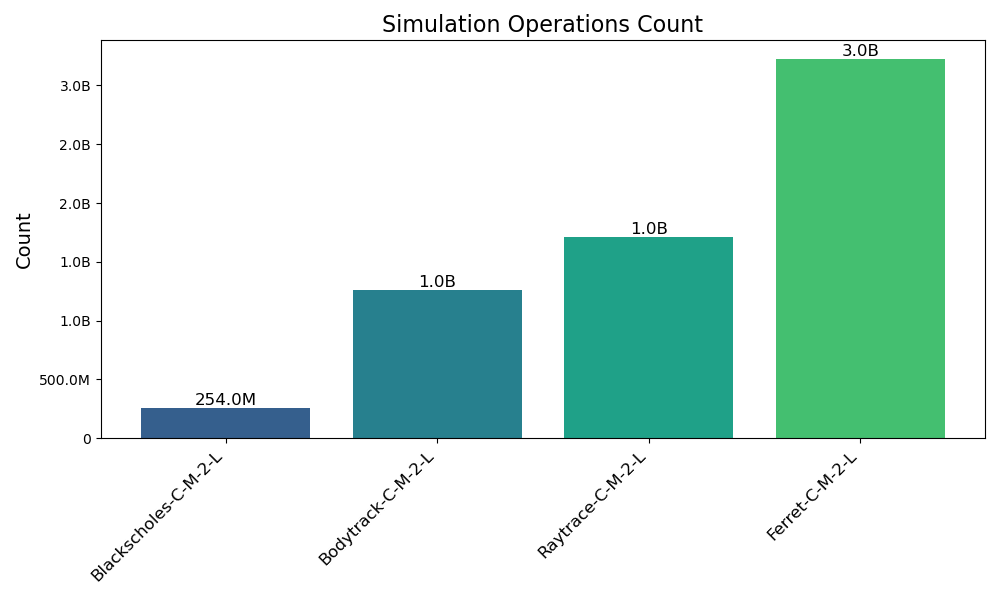 Simulation Operations Count
Count
3.0B
2.0B
2.0B
1.0B
1.0B
500.0M
0
254.0M
1.0B
1.0B
3.0B
Blackscholes-C-M-2-L
Bodytrack-C-M-2-L
Raytrace-C-M-2-L
Ferret-C-M-2-L